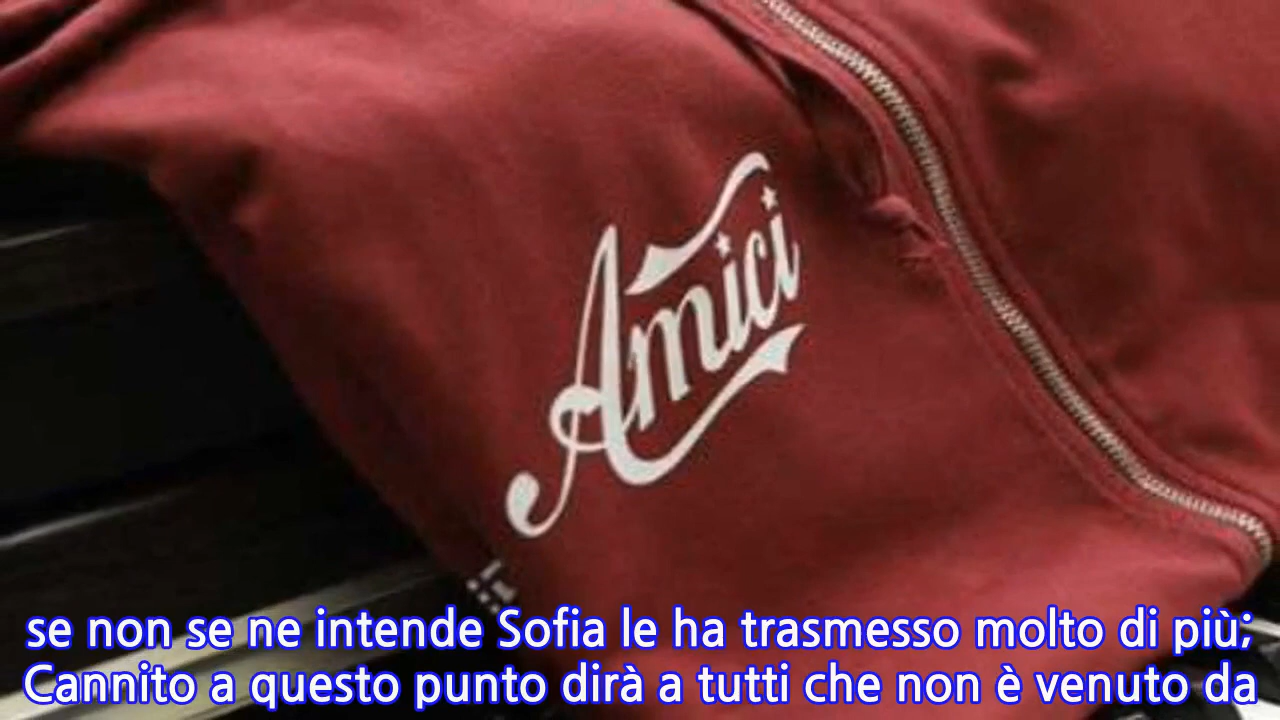 Amici
se non se ne intende Sofia le ha trasmesso molto di più;
Cannito a questo punto dirà a tutti che non è venuto da